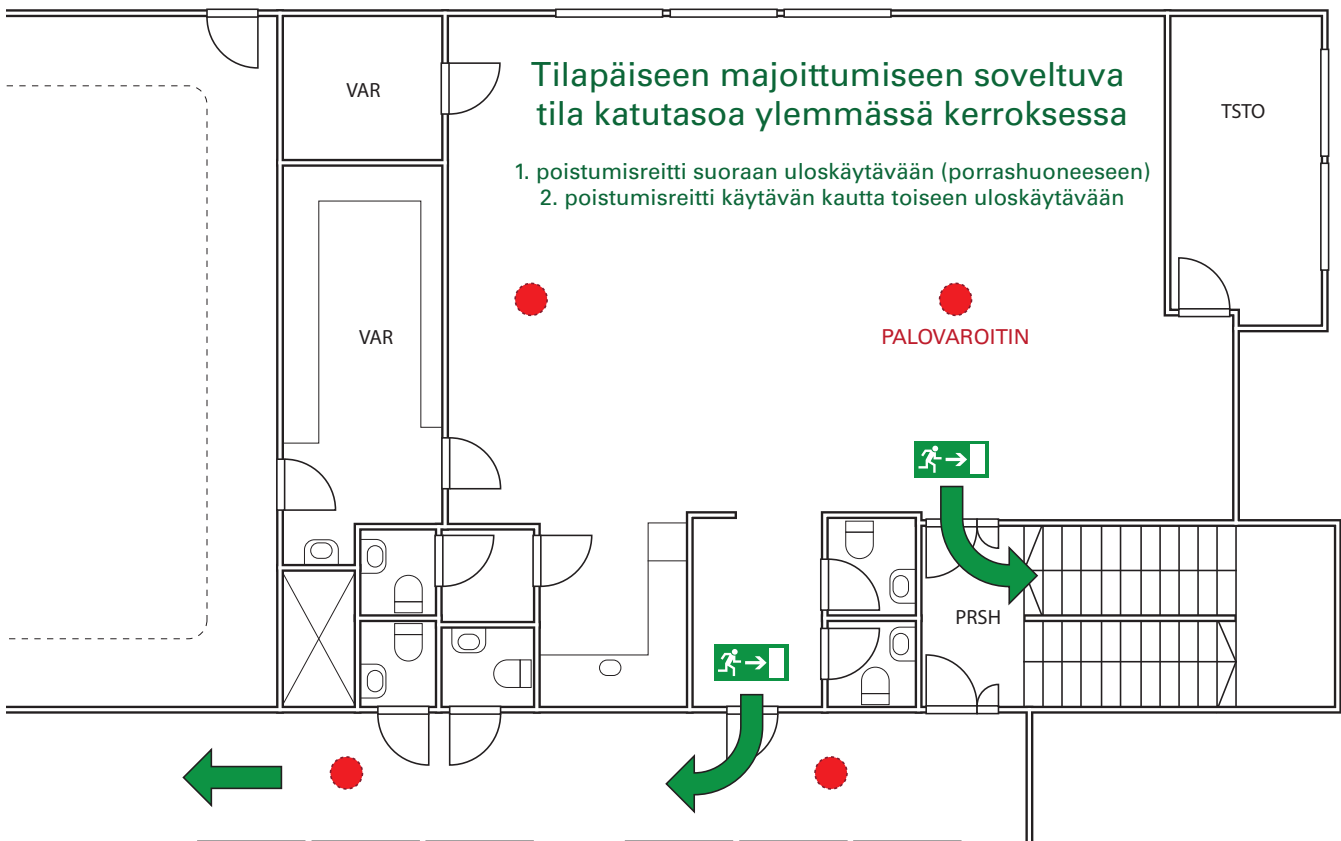 Tilapäiseen majoittumiseen soveltuva
tila katutasoa ylemmässä kerroksessa
1. poistumisreitti suoraan uloskäytävään (porrashuoneeseen)
2. poistumisreitti käytävän kautta toiseen uloskäytävään
VAR
TSTO
VAR
PALOVAROITIN
PRSH